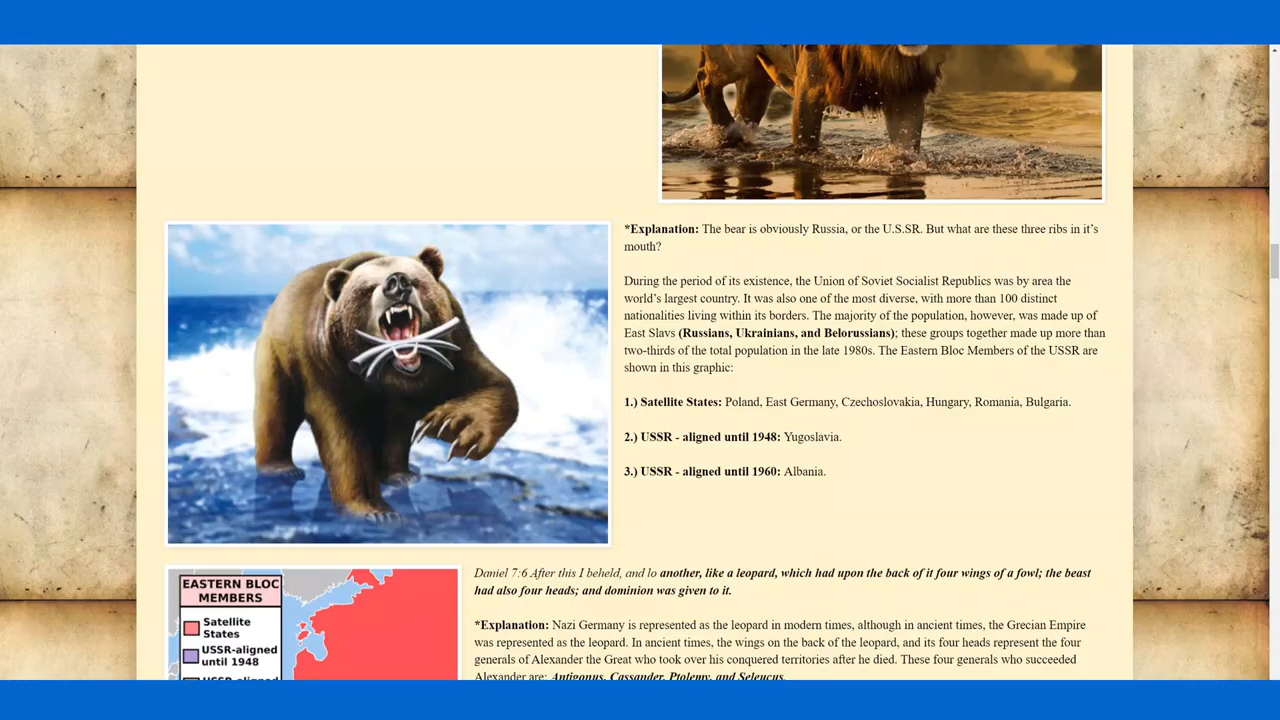 *Explanation: The bear is obviously Russia, or the U.S.SR. But what are these three ribs in it’s
mouth?
During the period of its existence, the Union of Soviet Socialist Republics was by area the
world’s largest country. It was also one of the most diverse, with more than 100 distinct
nationalities living within its borders. The majority of the population, however, was made up of
East Slavs (Russians, Ukrainians, and Belorussians); these groups together made up more than
two-thirds of the total population in the late 1980s. The Eastern Bloc Members of the USSR are
shown in this graphic:
1.) Satellite States: Poland, East Germany, Czechoslovakia, Hungary, Romania, Bulgaria.
2.) USSR - aligned until 1948: Yugoslavia.
3.) USSR - aligned until 1960: Albania.
EASTERN BLOC
MEMBERS
Satellite
States
USSR-aligned
until 1948
USSR-aligned
Daniel 7:6 After this I beheld, and lo another, like a leopard, which had upon the back of it four wings of a fowl; the beast
had also four heads; and dominion was given to it.
*Explanation: Nazi Germany is represented as the leopard in modern times, although in ancient times, the Grecian Empire
was represented as the leopard. In ancient times, the wings on the back of the leopard, and its four heads represent the four
generals of Alexander the Great who took over his conquered territories after he died. These four generals who succeeded
Alexander are: Antigonus, Cassander, Ptolemy, and Seleucus.